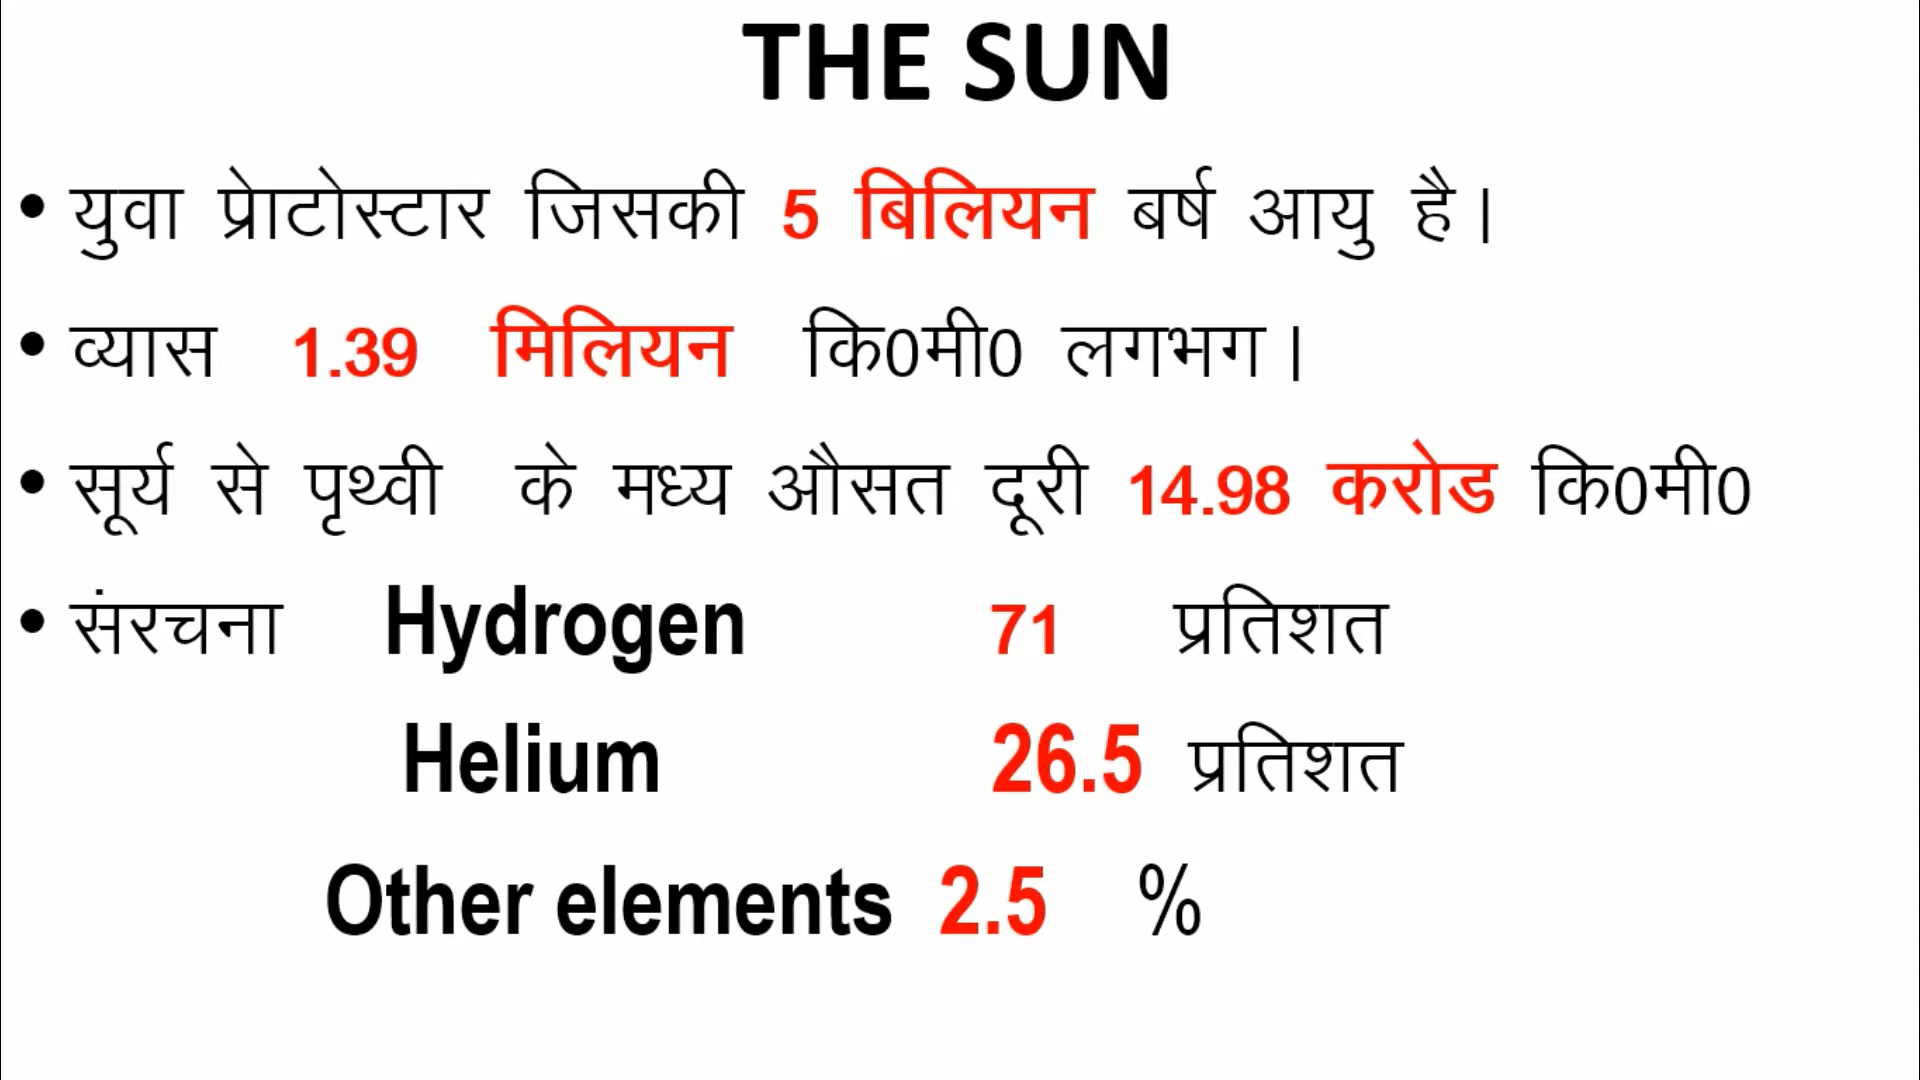 THE SUN
• युवा प्रेाटोस्टार जिसकी 5 बिलियन बर्ष आयु है।
• व्यास 1.39 मिलियन कि0मी0 लगभग।
• सूर्य से पृथ्वी के मध्य औसत दूरी 14.98 करोड कि0मी0
• संरचना Hydrogen 71 प्रतिशत
Helium 26.5 प्रतिशत
Other elements 2.5 %